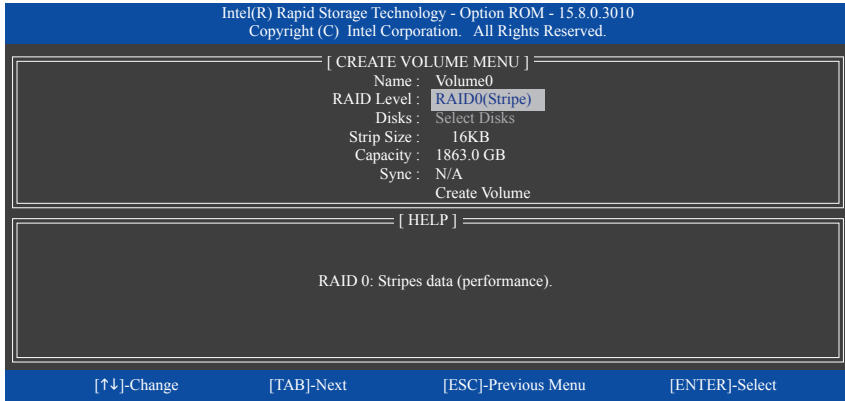 Intel(R) Rapid Storage Technology - Option ROM - 15.8.0.3010
Copyright (C) Intel Corporation. All Rights Reserved.
[ CREATE VOLUME MENU ]
Name : Volume0
RAID Level : RAID0(Stripe)
Disks : Select Disks
Strip Size : 16KB
Capacity : 1863.0 GB
Sync : N/A
Create Volume
[ HELP ]
RAID 0: Stripes data (performance).
[↑↓]-Change [TAB]-Next [ESC]-Previous Menu [ENTER]-Select